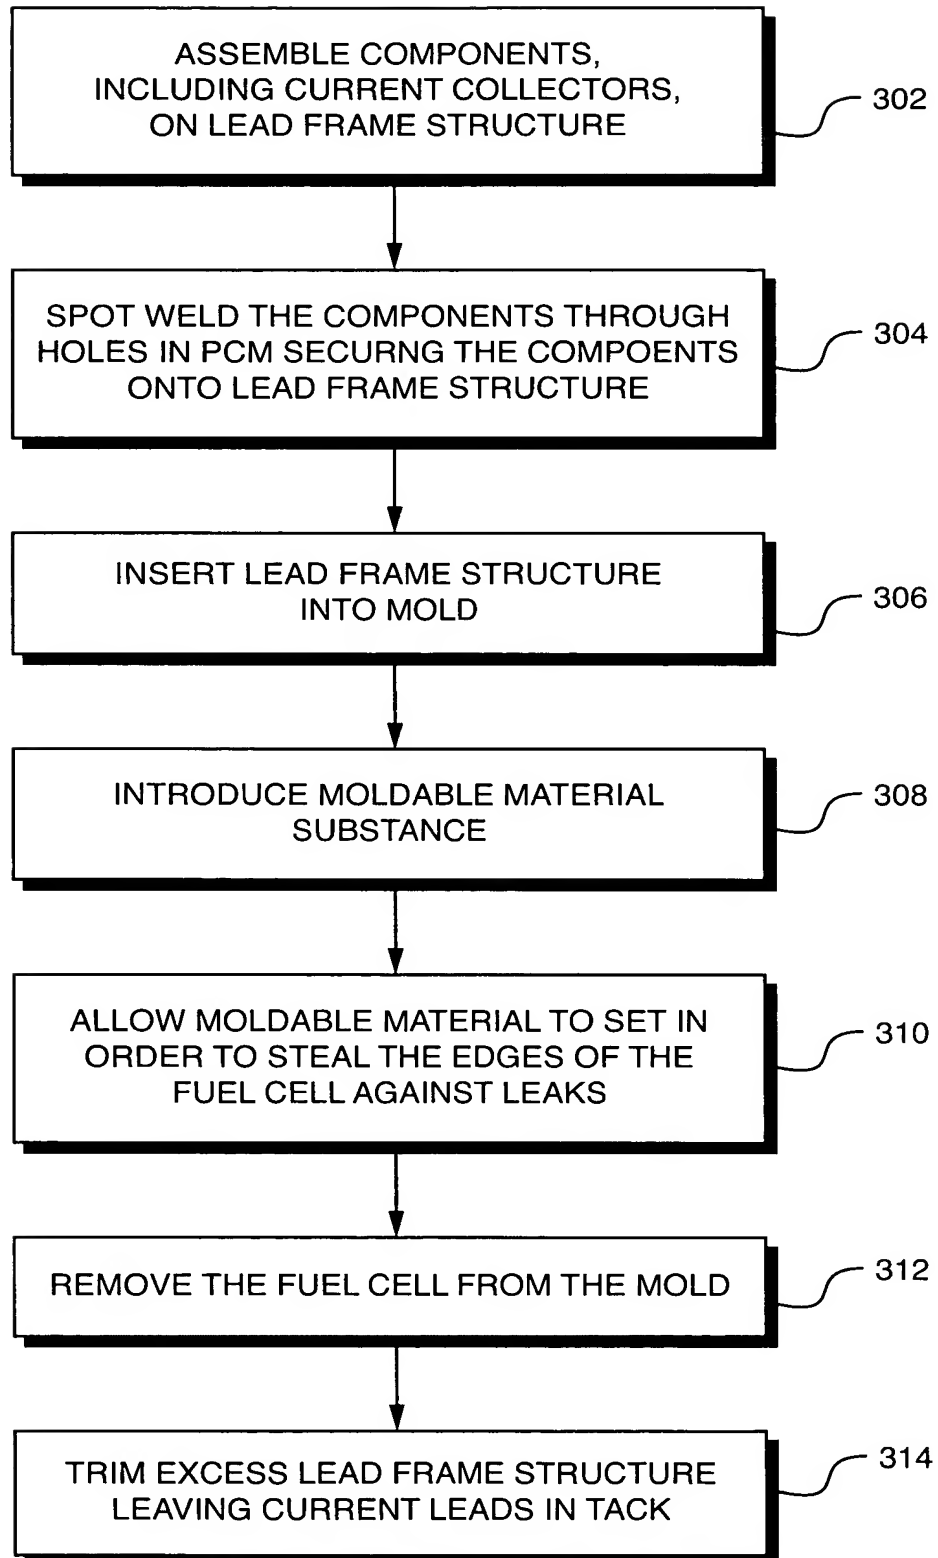 ASSEMBLE COMPONENTS,
INCLUDING CURRENT COLLECTORS,
ON LEAD FRAME STRUCTURE
302
SPOT WELD THE COMPONENTS THROUGH
HOLES IN PCM SECURNG THE COMPOENTS
ONTO LEAD FRAME STRUCTURE
304
INSERT LEAD FRAME STRUCTURE
INTO MOLD
306
INTRODUCE MOLDABLE MATERIAL
SUBSTANCE
308
ALLOW MOLDABLE MATERIAL TO SET IN
ORDER TO STEAL THE EDGES OF THE
FUEL CELL AGAINST LEAKS
310
REMOVE THE FUEL CELL FROM THE MOLD
312
TRIM EXCESS LEAD FRAME STRUCTURE
LEAVING CURRENT LEADS IN TACK
314